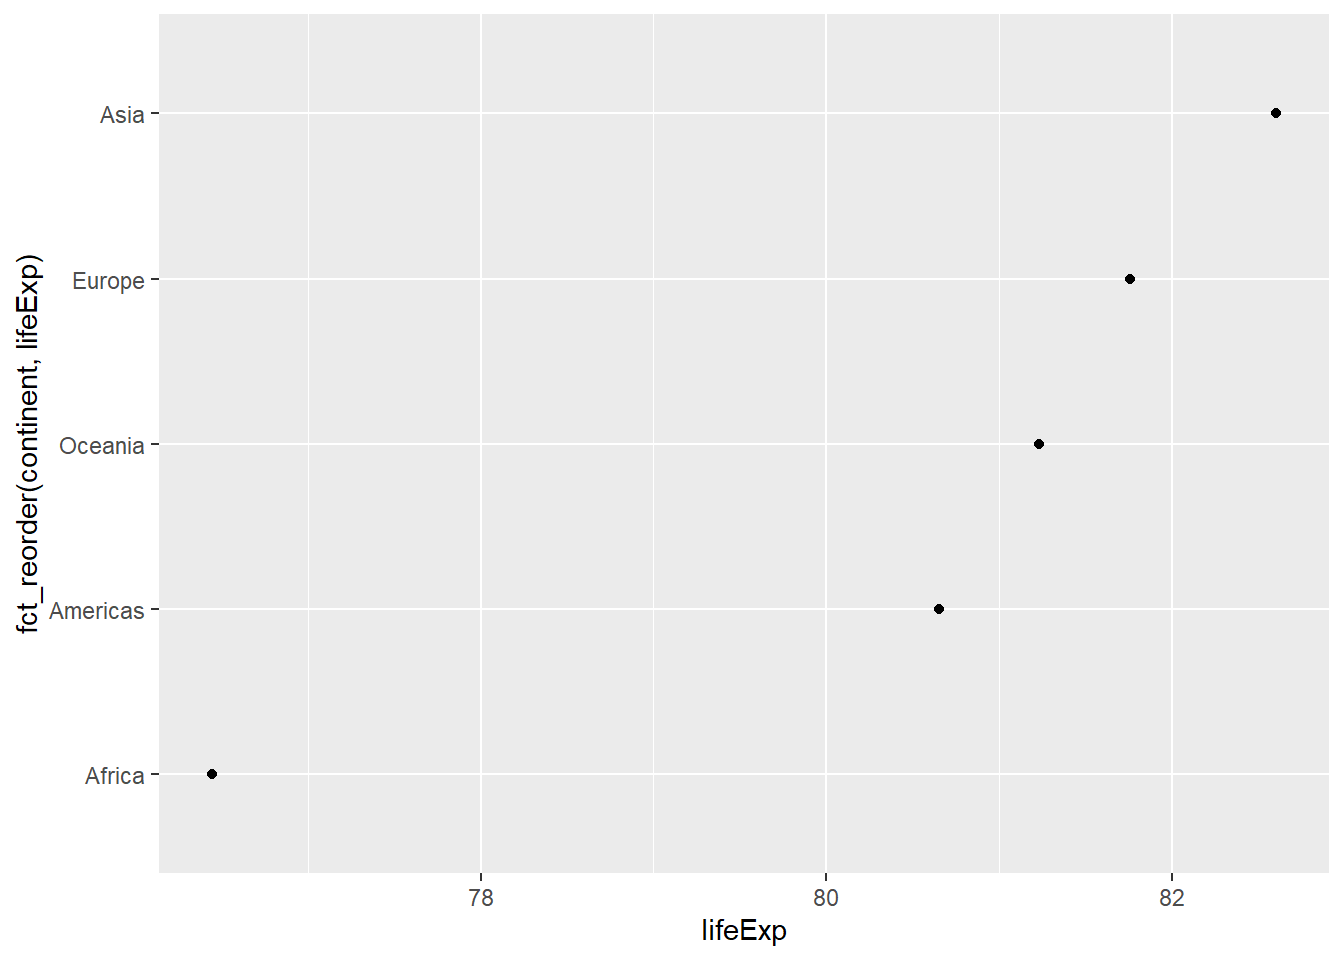 Asia
Europe
Oceania
Americas
Africa
fct_reorder(continent, lifeExp)
78 80 82
lifeExp